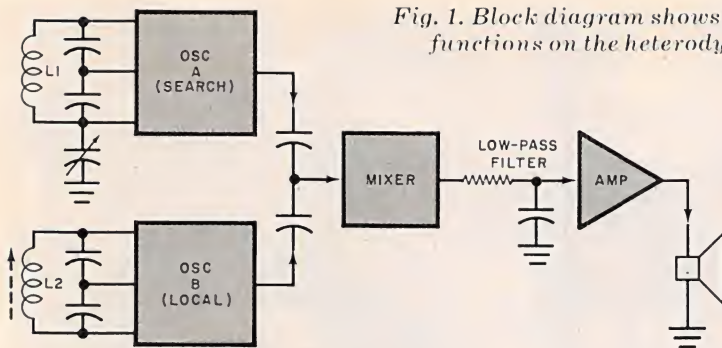 Fig. 1. Block diagram shows
functions on the heterody
L1
OSC
A
(SEARCH)
MIXER
LOW-PASS
FILTER
AMP
L2
OSC
B
(LOCAL)